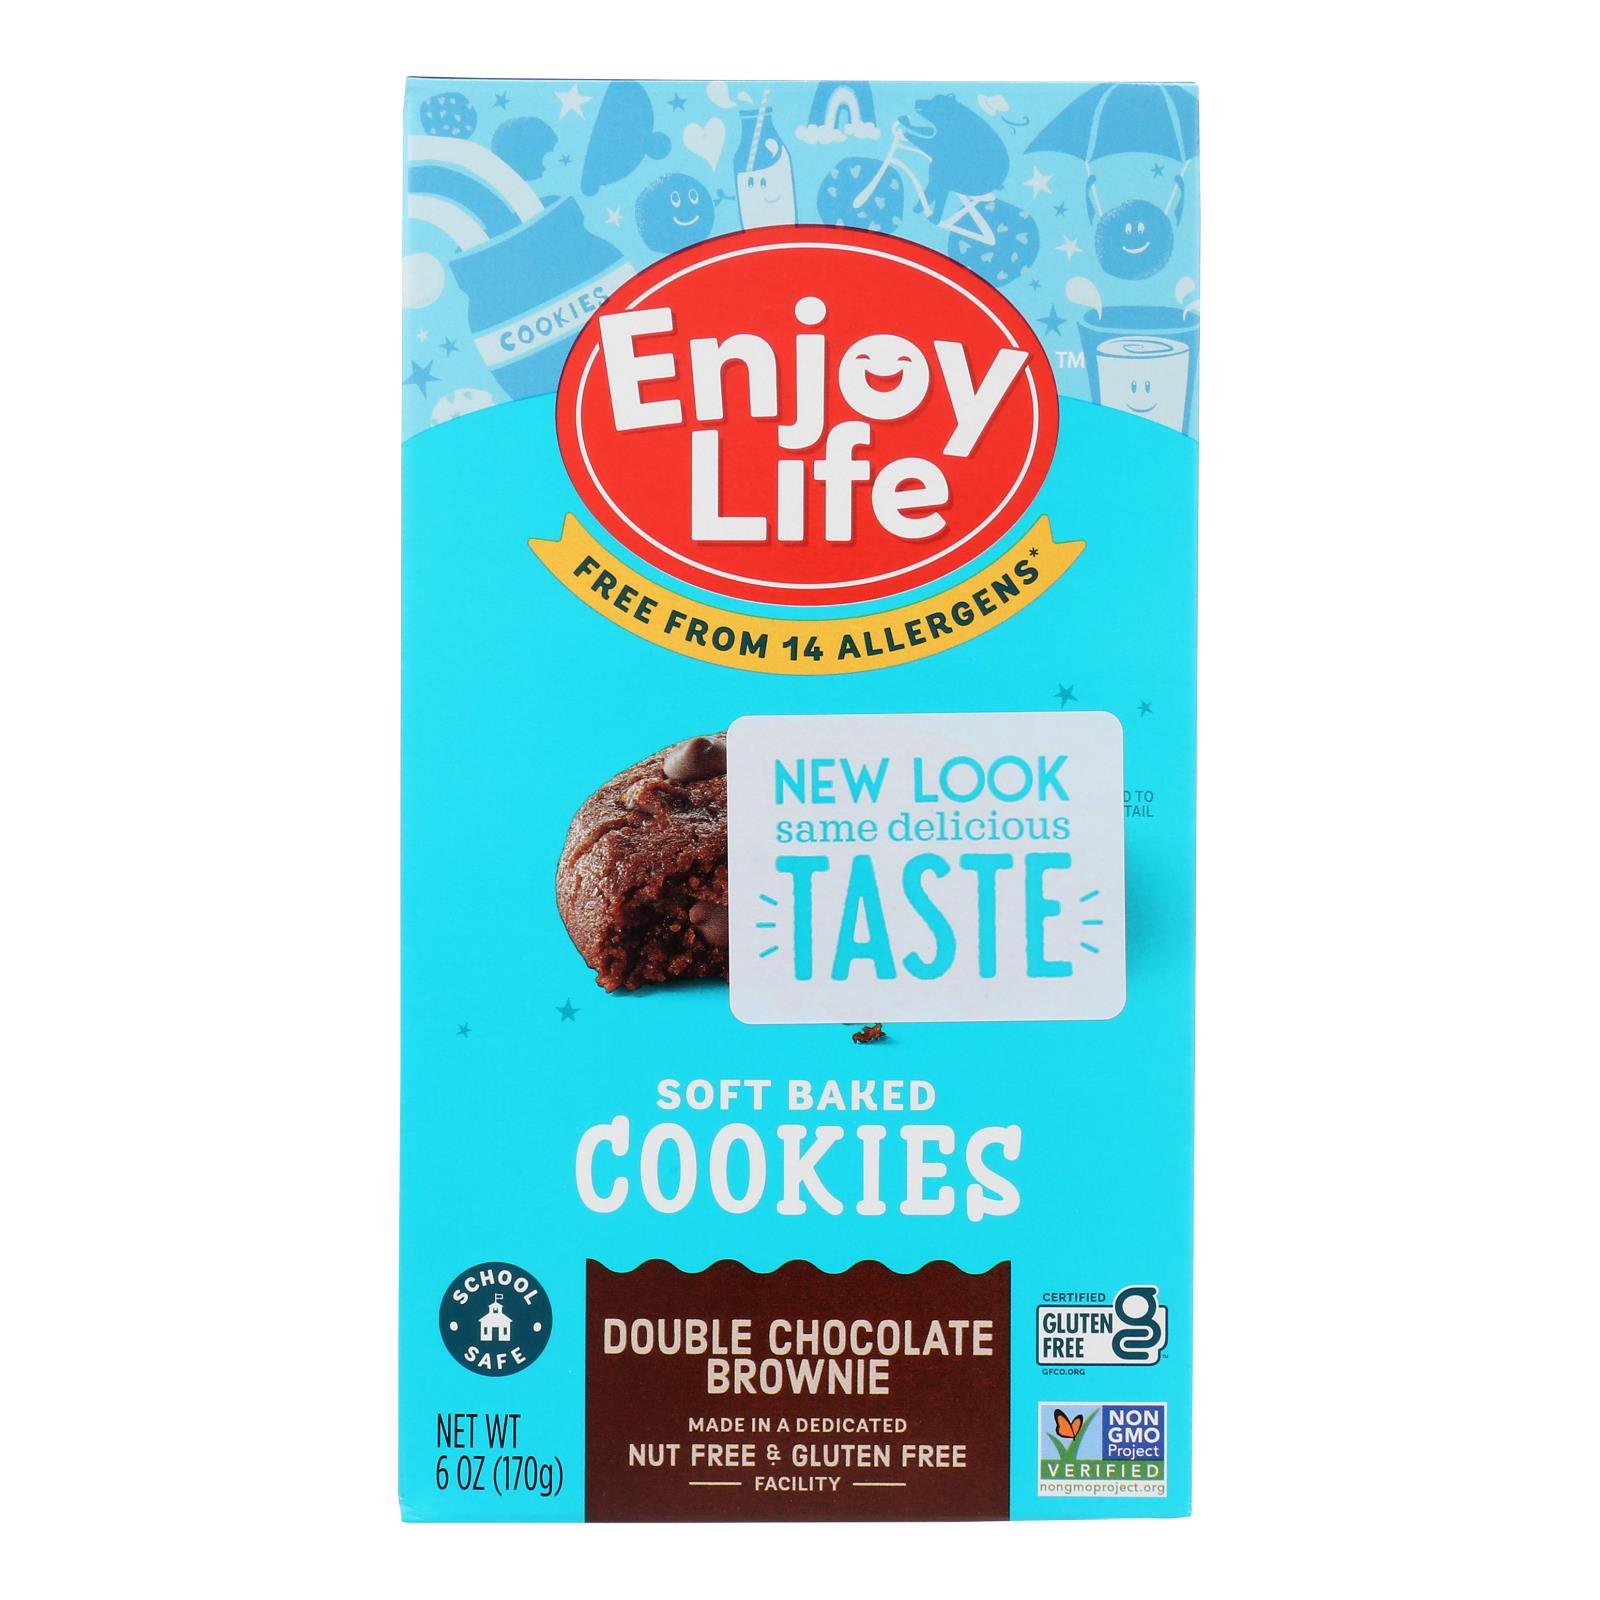 COOKIES
Enjoy
Life
TM
FREE FROM 14 ALLERGENS*
NEW LOOK
same delicious
TASTE
TO
SOFT BAKED
COOKIES
SCHOOL
SAFE
DOUBLE CHOCOLATE
BROWNIE
MADE IN A DEDICATED
NUT FREE & GLUTEN FREE
FACILITY
NET WT
6 OZ (170g)
CERTIFIED
GLUTEN
FREE
g
GFCO.ORG
NON
GMO
Project
VERIFIED
nongmoproject.org